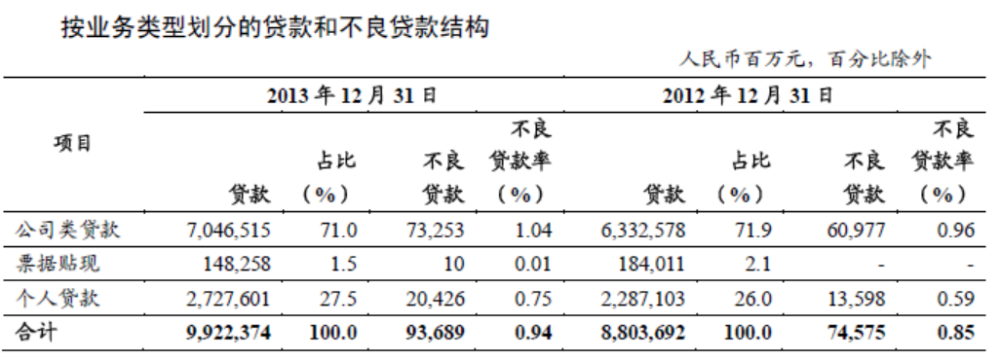 按业务类型划分的贷款和不良贷款结构
人民币百万元，百分比除外
2013 年 12 月 31 日 2012 年 12 月 31 日
项目 贷款 占比（%） 不良贷款 不良贷款率（%） 贷款 占比（%） 不良贷款 不良贷款率（%）
公司类贷款 7,046,515 71.0 73,253 1.04 6,332,578 71.9 60,977 0.96
票据贴现 148,258 1.5 10 0.01 184,011 2.1 - -
个人贷款 2,727,601 27.5 20,426 0.75 2,287,103 26.0 13,598 0.59
合计 9,922,374 100.0 93,689 0.94 8,803,692 100.0 74,575 0.85